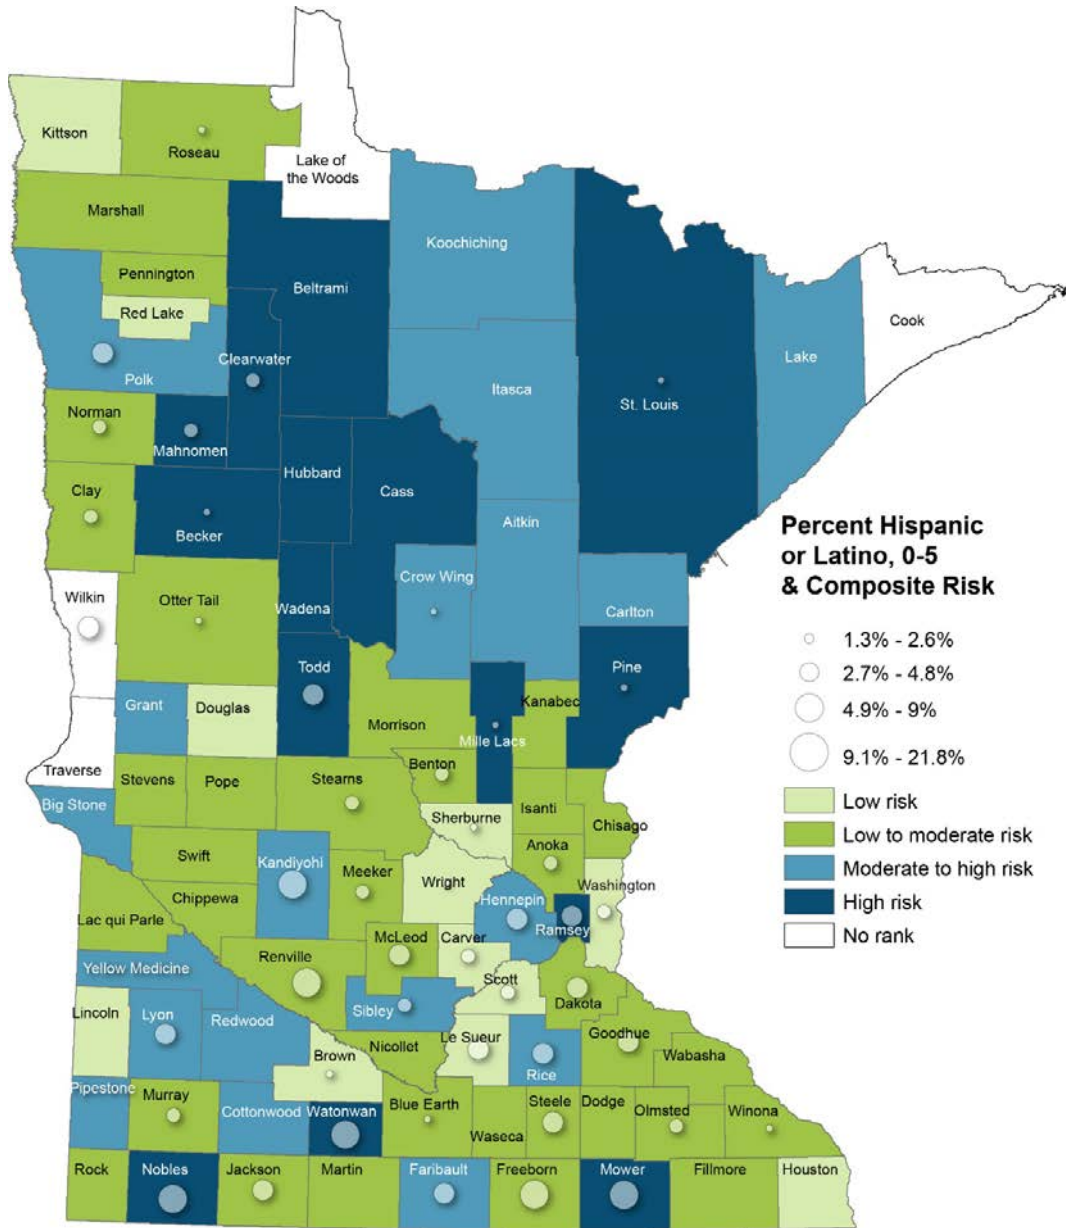 Kittson
Roseau
Lake of
the Woods
Marshall
Koochiching
Pennington
Beltrami
Red Lake
Cook
Clearwater
Lake
Polk
Itasca
St. Louis
Norman
Mahnomen
Hubbard
Cass
Clay
Aitkin
Becker
Crow Wing
Wilkin
Otter Tail
Wadena
Carlton
Todd
Pine
Grant
Douglas
Kanabec
Morrison
Mille Lacs
Traverse
Benton
Stevens
Pope
Stearns
Big Stone
Isanti
Sherburne
Chisago
Swift
Kandiyohi
Anoka
Meeker
Wright
Washington
Chippewa
Hennepin
Lac qui Parle
Ramsey
McLeod
Carver
Renville
Yellow Medicine
Scott
Dakota
Lincoln
Lyon
Redwood
Sibley
Le Sueur
Goodhue
Nicollet
Brown
Wabasha
Rice
Pipestone
Murray
Cottonwood
Watonwan
Blue Earth
Waseca
Steele
Dodge
Olmsted
Winona
Rock
Nobles
Jackson
Martin
Faribault
Freeborn
Mower
Fillmore
Houston
Percent Hispanic
or Latino, 0-5
& Composite Risk
1.3% - 2.6%
2.7% - 4.8%
4.9% - 9%
9.1% - 21.8%
Low risk
Low to moderate risk
Moderate to high risk
High risk
No rank